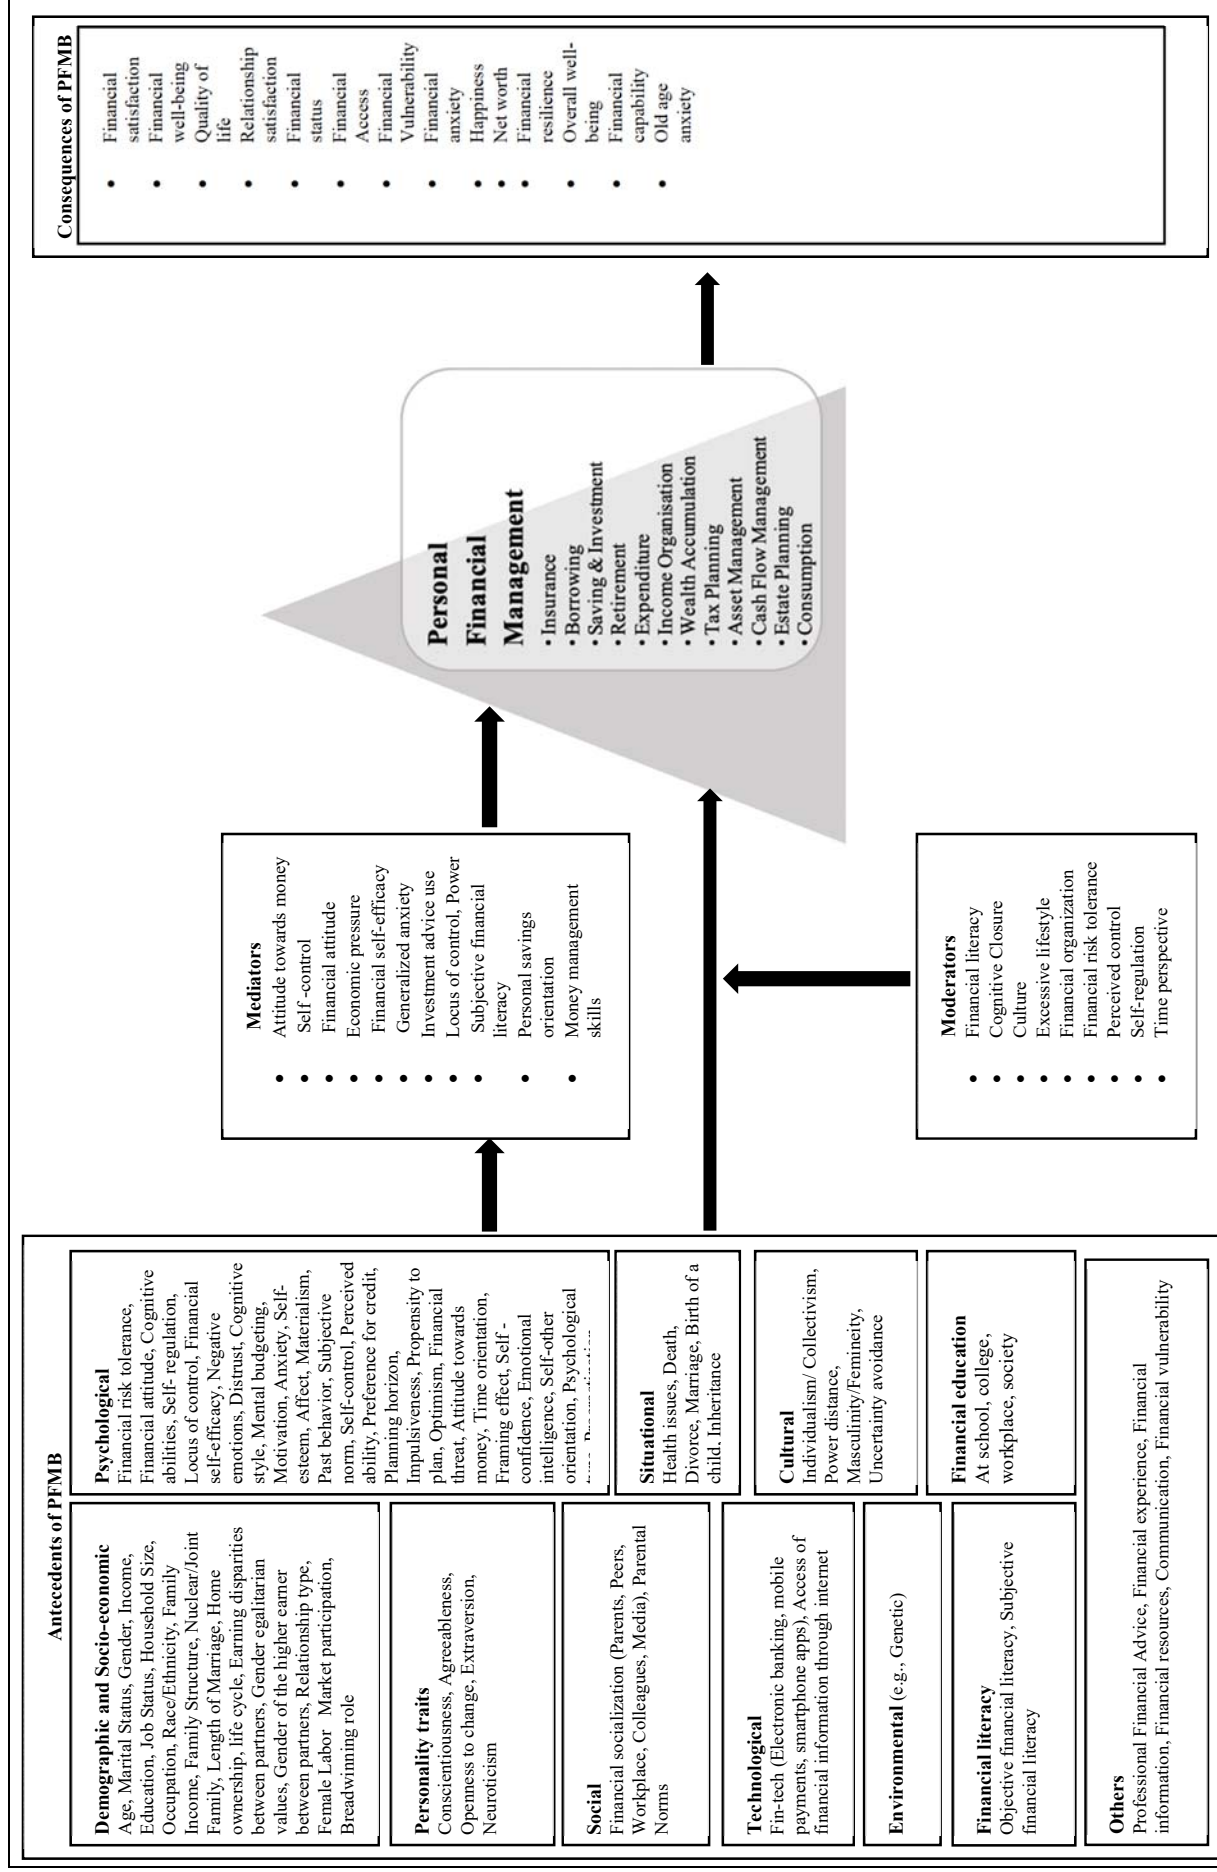 Antecedents of PFMB
Demographic and Socio-economic
Age, Marital Status, Gender, Income,
Education, Job Status, Household Size,
Occupation, Race/Ethnicity, Family
Income, Family Structure, Nuclear/Joint
Family, Length of Marriage, Home
ownership, life cycle, Earning disparities
between partners, Gender egalitarian
values, Gender of the higher earner
between partners, Relationship type,
Female Labor Market participation,
Breadwinning role
Personality traits
Conscientiousness, Agreeableness,
Openness to change, Extraversion,
Neuroticism
Social
Financial socialization (Parents, Peers,
Workplace, Colleagues, Media), Parental
Norms
Technological
Fin-tech (Electronic banking, mobile
payments, smartphone apps), Access of
financial information through internet
Environmental (e.g., Genetic)
Financial literacy
Objective financial literacy, Subjective
financial literacy
Psychological
Financial risk tolerance,
Financial attitude, Cognitive
abilities, Self- regulation,
Locus of control, Financial
self-efficacy, Negative
emotions, Distrust, Cognitive
style, Mental budgeting,
Motivation, Anxiety, Self-
esteem, Affect, Materialism,
Past behavior, Subjective
norm, Self-control, Perceived
ability, Preference for credit,
Planning horizon,
Impulsiveness, Propensity to
plan, Optimism, Financial
threat, Attitude towards
money, Time orientation,
Framing effect, Self -
confidence, Emotional
intelligence, Self-other
orientation, Psychological
Situational
Health issues, Death,
Divorce, Marriage, Birth of a
child. Inheritance
Cultural
Individualism/ Collectivism,
Power distance,
Masculinity/Femineity,
Uncertainty avoidance
Financial education
At school, college,
workplace, society
Others
Professional Financial Advice, Financial experience, Financial
information, Financial resources, Communication, Financial vulnerability
Mediators
• Attitude towards money
• Self -control
• Financial attitude
• Economic pressure
• Financial self-efficacy
• Generalized anxiety
• Investment advice use
• Locus of control, Power
• Subjective financial
literacy
• Personal savings
orientation
• Money management
skills
Moderators
• Financial literacy
• Cognitive Closure
• Culture
• Excessive lifestyle
• Financial organization
• Financial risk tolerance
• Perceived control
• Self-regulation
• Time perspective
Personal
Financial
Management
• Insurance
• Borrowing
• Saving & Investment
• Retirement
• Expenditure
• Income Organisation
• Wealth Accumulation
• Tax Planning
• Asset Management
• Cash Flow Management
• Estate Planning
• Consumption
Consequences of PFMB
• Financial
satisfaction
• Financial
well-being
• Quality of
life
• Relationship
satisfaction
• Financial
status
• Financial
Access
• Financial
Vulnerability
• Financial
anxiety
• Happiness
• Net worth
• Financial
resilience
• Overall well-
being
• Financial
capability
• Old age
anxiety